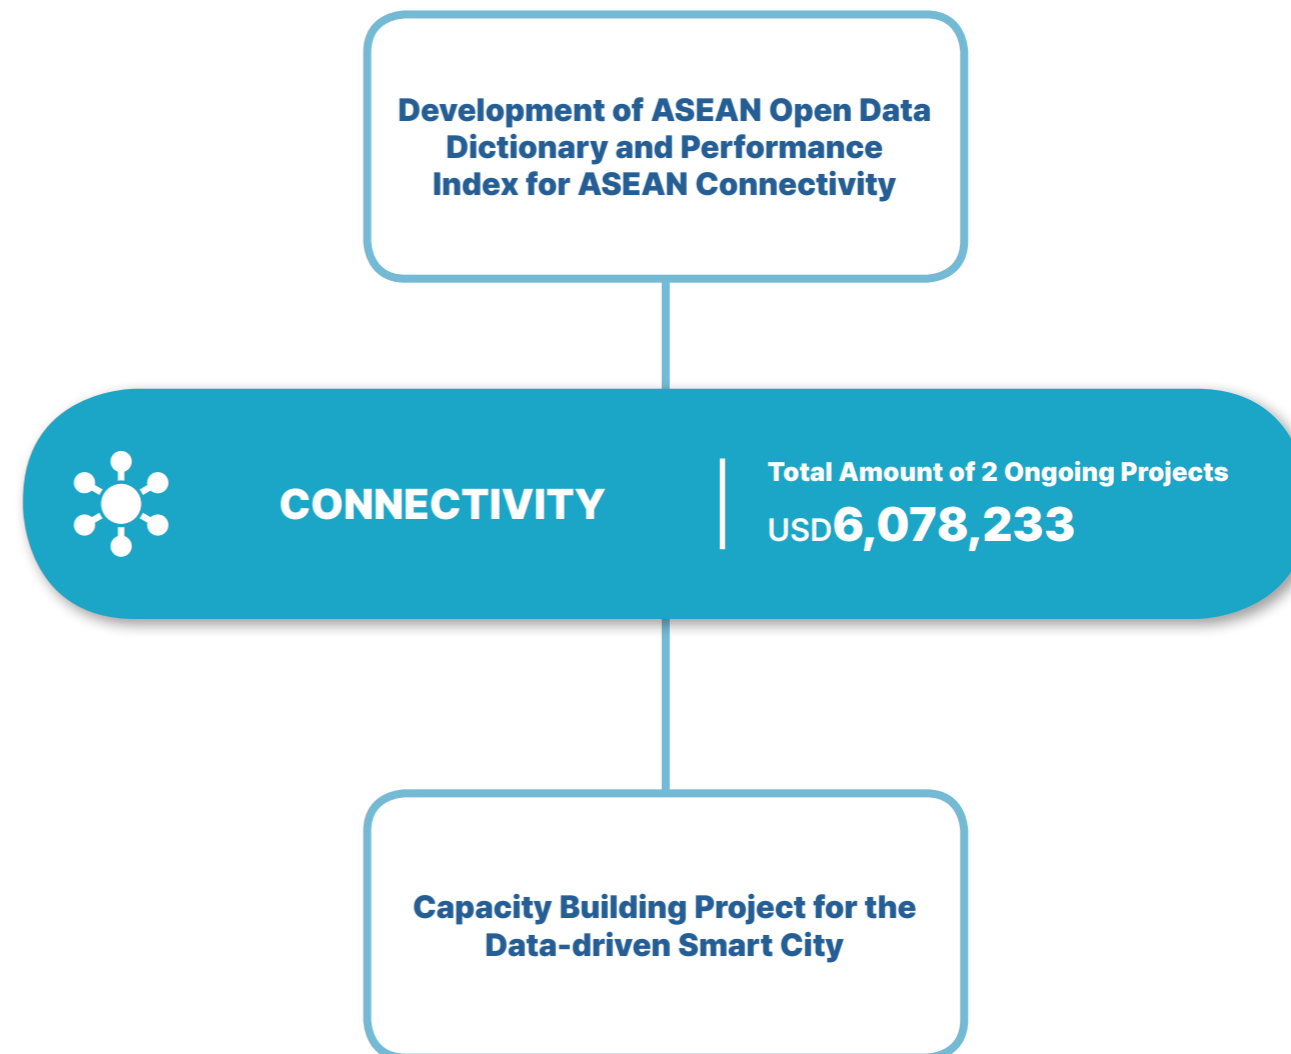 Development of ASEAN Open Data
Dictionary and Performance
Index for ASEAN Connectivity
CONNECTIVITY
Total Amount of 2 Ongoing Projects
USD6,078,233
Capacity Building Project for the
Data-driven Smart City